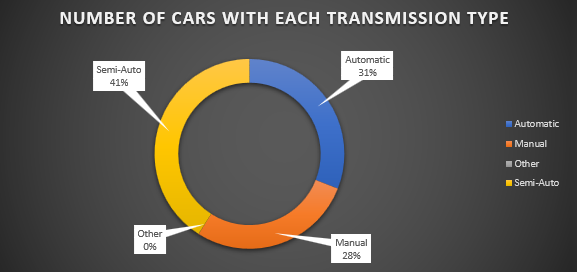 NUMBER OF CARS WITH EACH TRANSMISSION TYPE
Automatic
31%
Semi-Auto
41%
Other
0%
Manual
28%
Automatic
Manual
Other
Semi-Auto